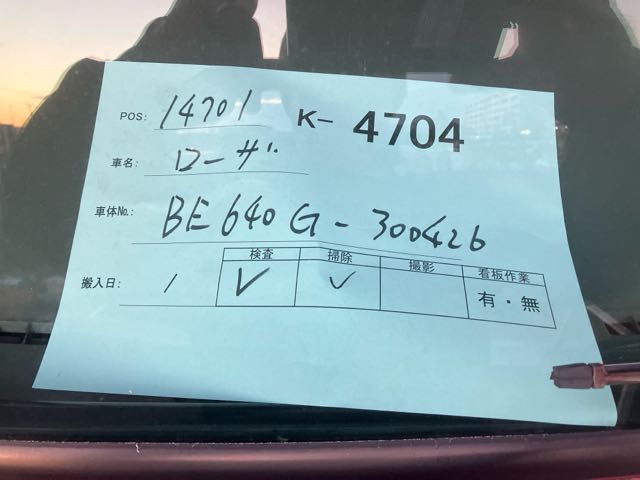 POS: 14701 K- 4704
車名: ローザ
車体No.: BE640G-300426
検査 掃除 撮影 看板作業
搬入日: / ✓ ✓ 有・無